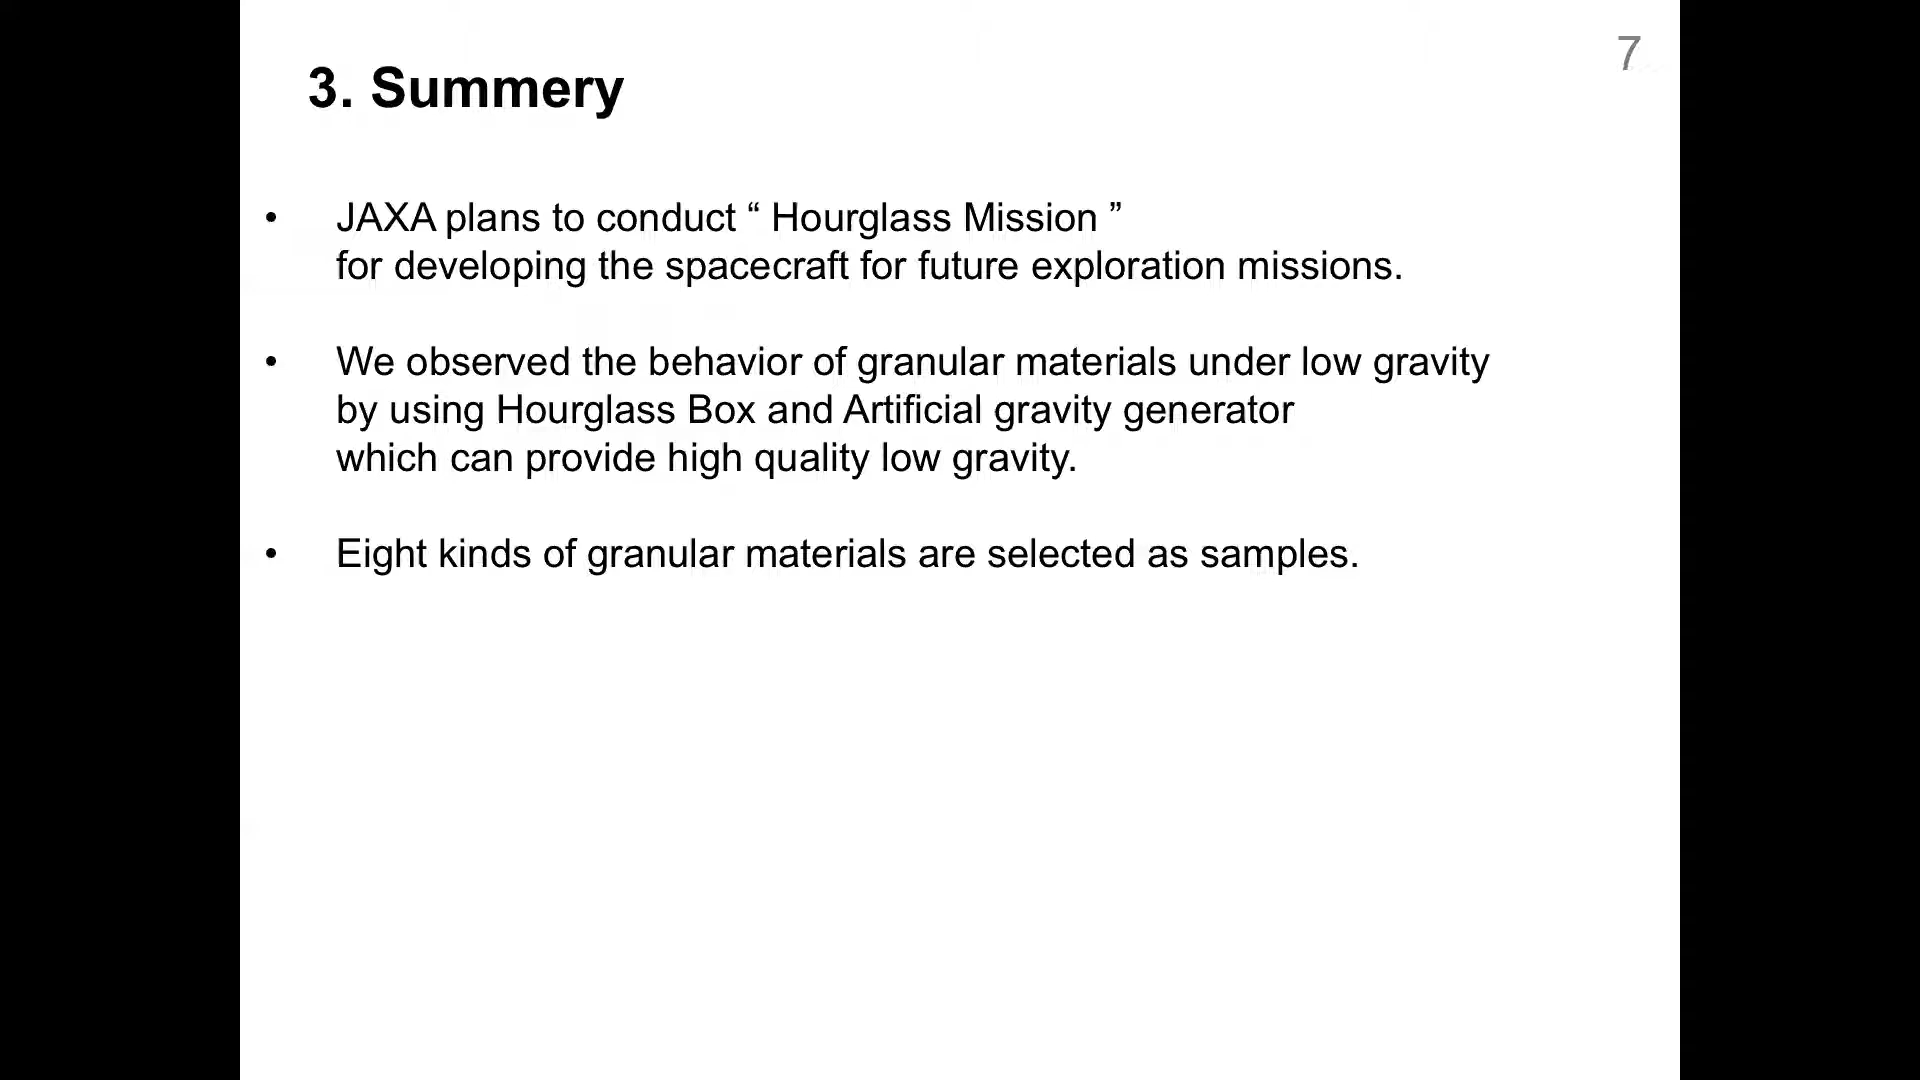 7
3. Summery
• JAXA plans to conduct “ Hourglass Mission ”
for developing the spacecraft for future exploration missions.
• We observed the behavior of granular materials under low gravity
by using Hourglass Box and Artificial gravity generator
which can provide high quality low gravity.
• Eight kinds of granular materials are selected as samples.